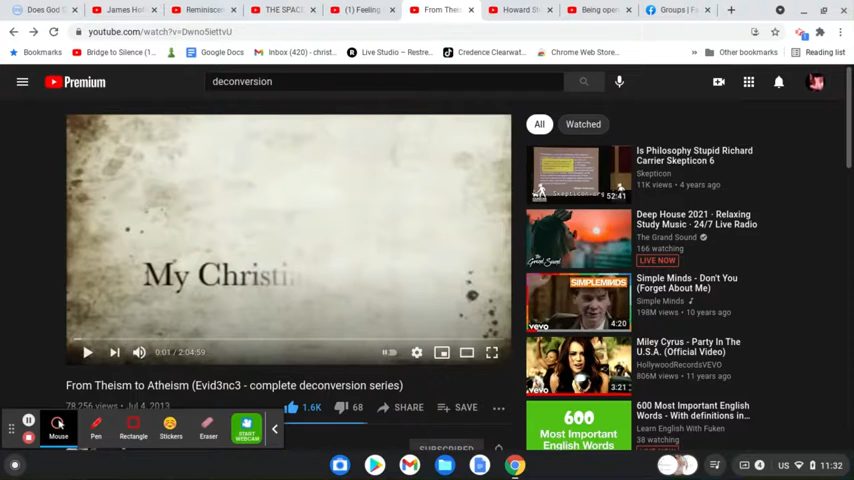 Does God S
James Hof
Reminisce
THE SPACE
(1) Feeling
From Theis
Howard St
Being open
Groups | Fa
youtube.com/watch?v=Dwno5iettvU
Bookmarks
Bridge to Silence (1...
Google Docs
Inbox (420) - christ...
Live Studio – Restre...
Credence Clearwat...
Chrome Web Store...
»
Other bookmarks
Reading list
Premium
deconversion
All
Watched
My Christi
0:01 / 2:04:59
From Theism to Atheism (Evid3nc3 - complete deconversion series)
78,256 views • Jul 4, 2013
1.6K
68
SHARE
SAVE
SUBSCRIBED
Is Philosophy Stupid Richard
Carrier Skepticon 6
Skepticon
11K views • 4 years ago
52:41
Deep House 2021 · Relaxing
Study Music · 24/7 Live Radio
The Grand Sound
166 watching
LIVE NOW
Simple Minds - Don't You
(Forget About Me)
Simple Minds
198M views • 10 years ago
SIMPLEMINDS
vevo
4:20
Miley Cyrus - Party In The
U.S.A. (Official Video)
HollywoodRecordsVEVO
806M views • 11 years ago
vevo
3:21
600 Most Important English
Words - With definitions in...
Learn English With Fuken
38 watching
600
Most Important
English Words
Mouse
Pen
Rectangle
Stickers
Eraser
START
WEBCAM
4
US
11:32